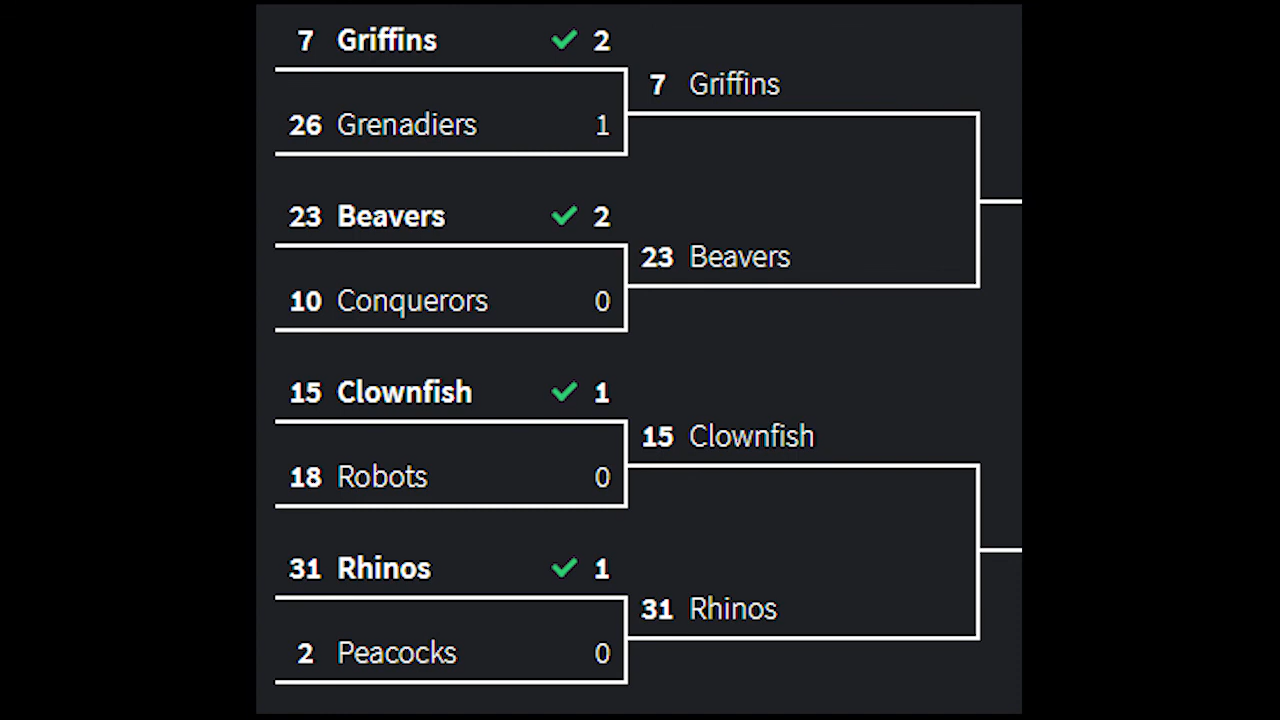 7 Griffins 2
26 Grenadiers 1
23 Beavers 2
10 Conquerors 0
15 Clownfish 1
18 Robots 0
31 Rhinos 1
2 Peacocks 0
7 Griffins
23 Beavers
15 Clownfish
31 Rhinos